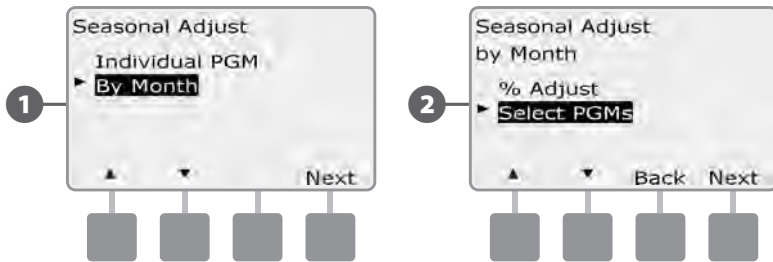 1
Seasonal Adjust
Individual PGM
By Month
Next
2
Seasonal Adjust
by Month
% Adjust
Select PGMs
Back Next